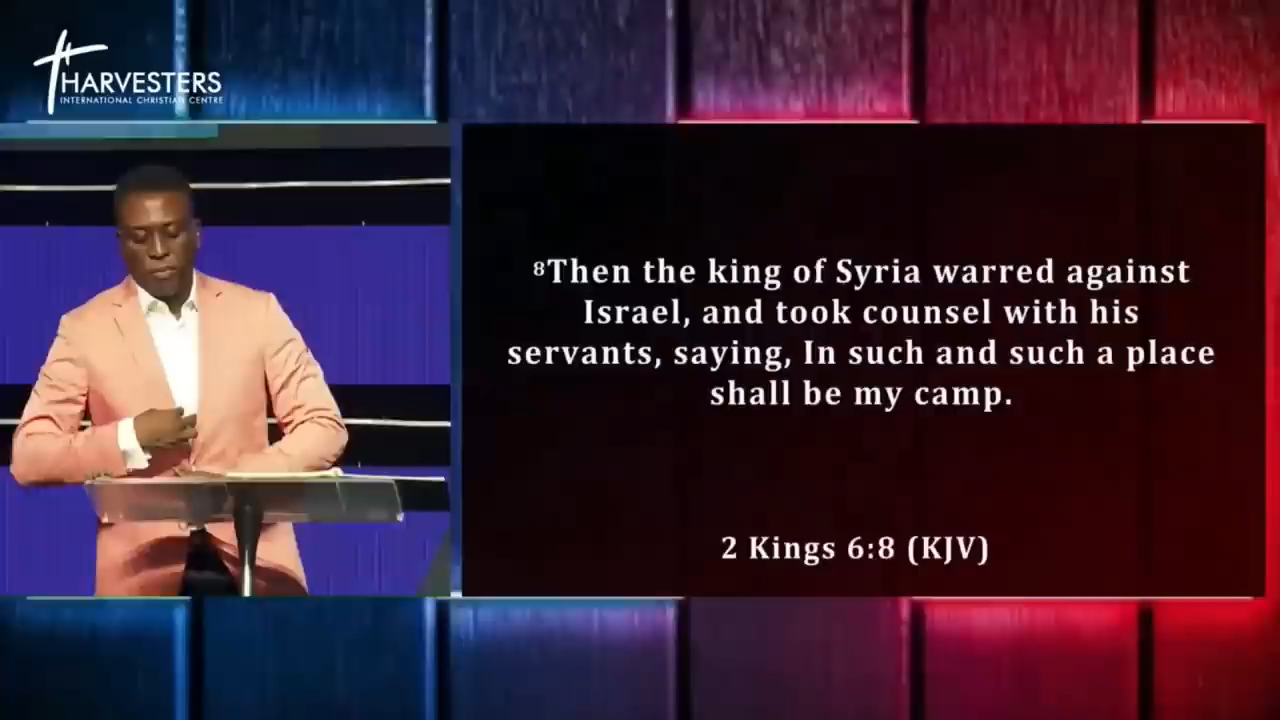 HARVESTERS
INTERNATIONAL CHRISTIAN CENTRE
⁸Then the king of Syria warred against
Israel, and took counsel with his
servants, saying, In such and such a place
shall be my camp.
2 Kings 6:8 (KJV)